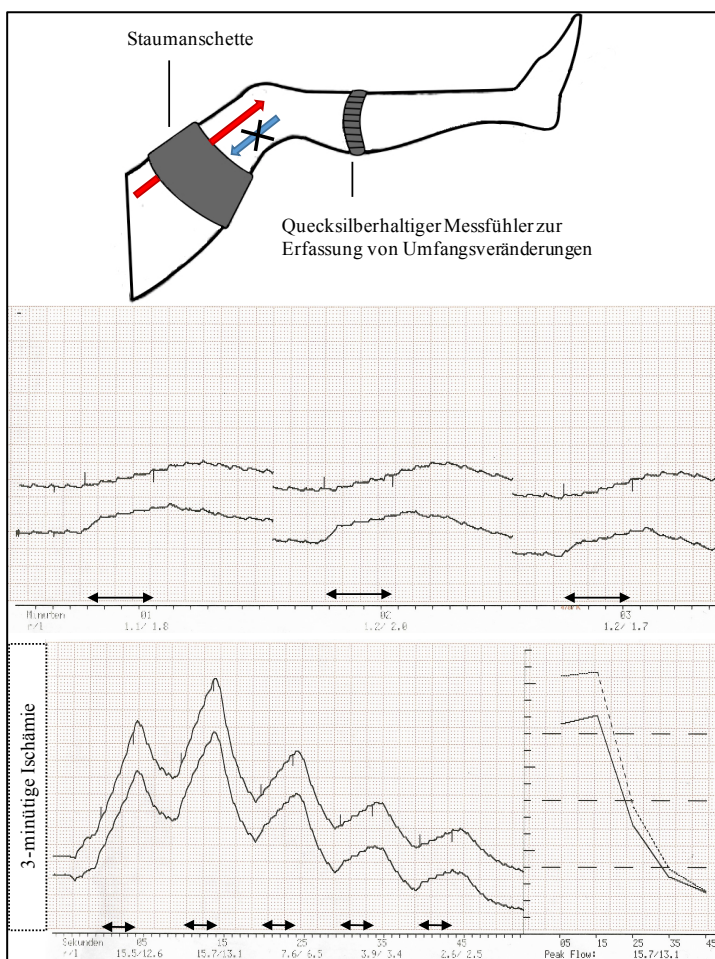 Staumanschette
Quecksilberhaltiger Messfühler zur
Erfassung von Umfangsveränderungen
Minuten 01 02 03
r/l 1.1/ 1.8 1.2/ 2.0 1.2/ 1.7
3-minütige Ischämie
Sekunden 05 15 25 35 45
r/l 15.5/12.6 15.7/13.1 7.6/ 6.5 3.9/ 3.4 2.6/ 2.5
05 15 25 35 45
Peak Flow: 15.7/13.1